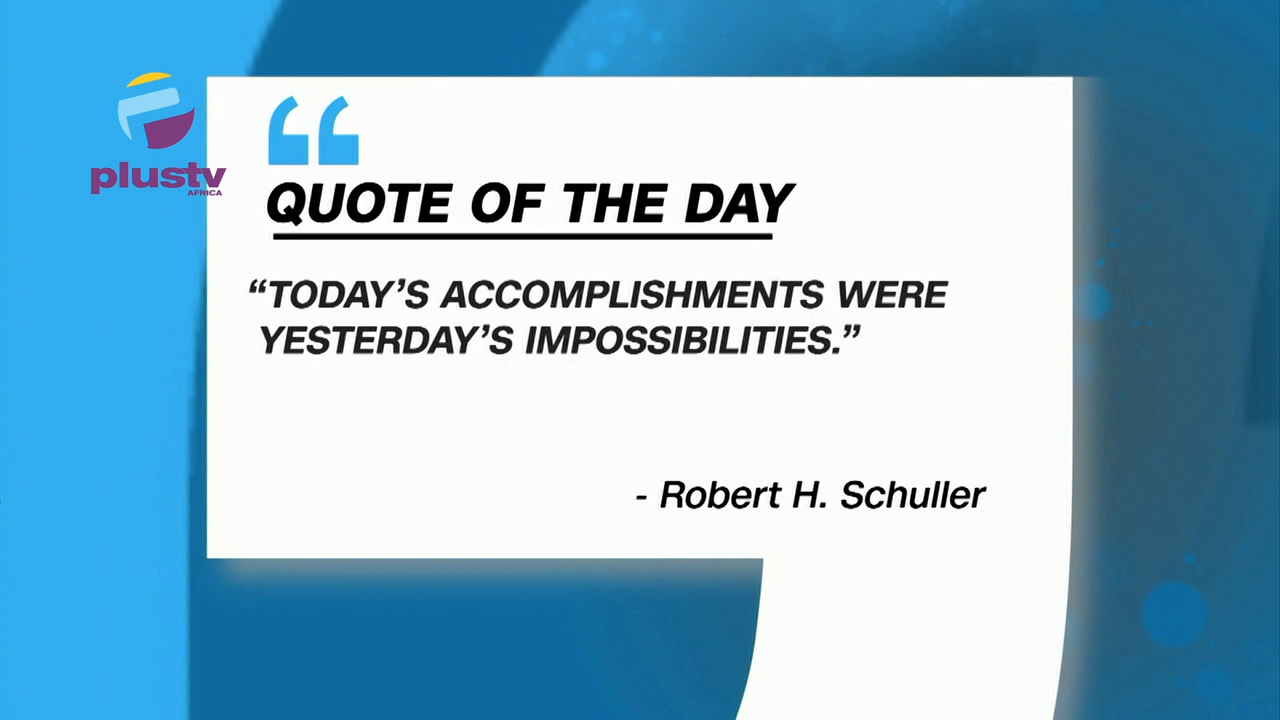 plustv
AFRICA
QUOTE OF THE DAY
“TODAY’S ACCOMPLISHMENTS WERE
YESTERDAY’S IMPOSSIBILITIES.”
- Robert H. Schuller